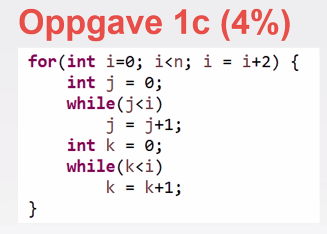 Oppgave 1c (4%)
for(int i=0; i<n; i = i+2) {
    int j = 0;
    while(j<i)
        j = j+1;
    int k = 0;
    while(k<i)
        k = k+1;
}